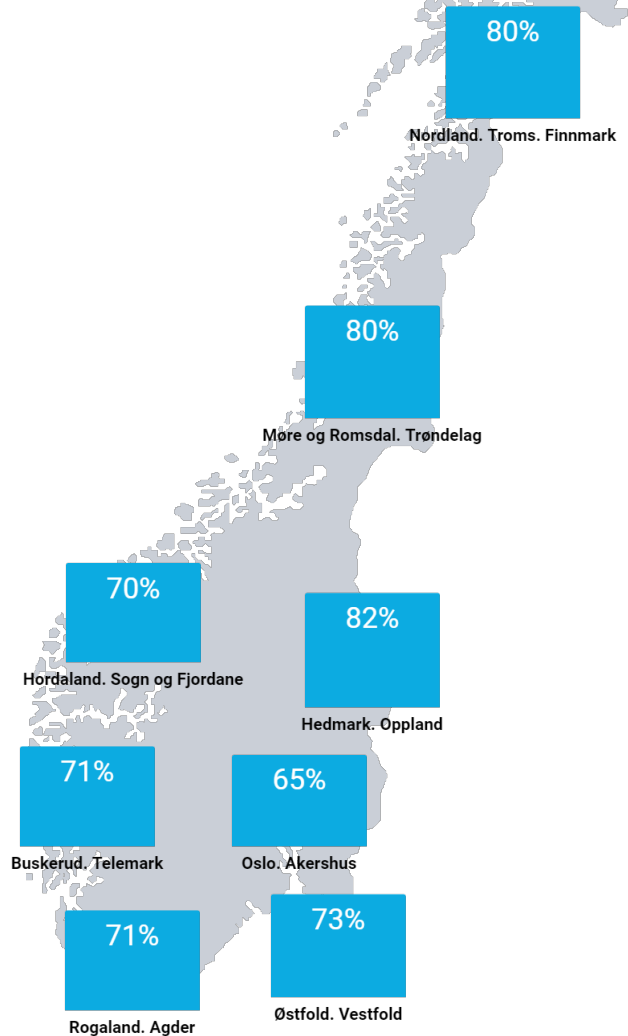 80%
Nordland. Troms. Finnmark
80%
Møre og Romsdal. Trøndelag
70%
Hordaland. Sogn og Fjordane
82%
Hedmark. Oppland
71%
Buskerud. Telemark
65%
Oslo. Akershus
71%
Rogaland. Agder
73%
Østfold. Vestfold